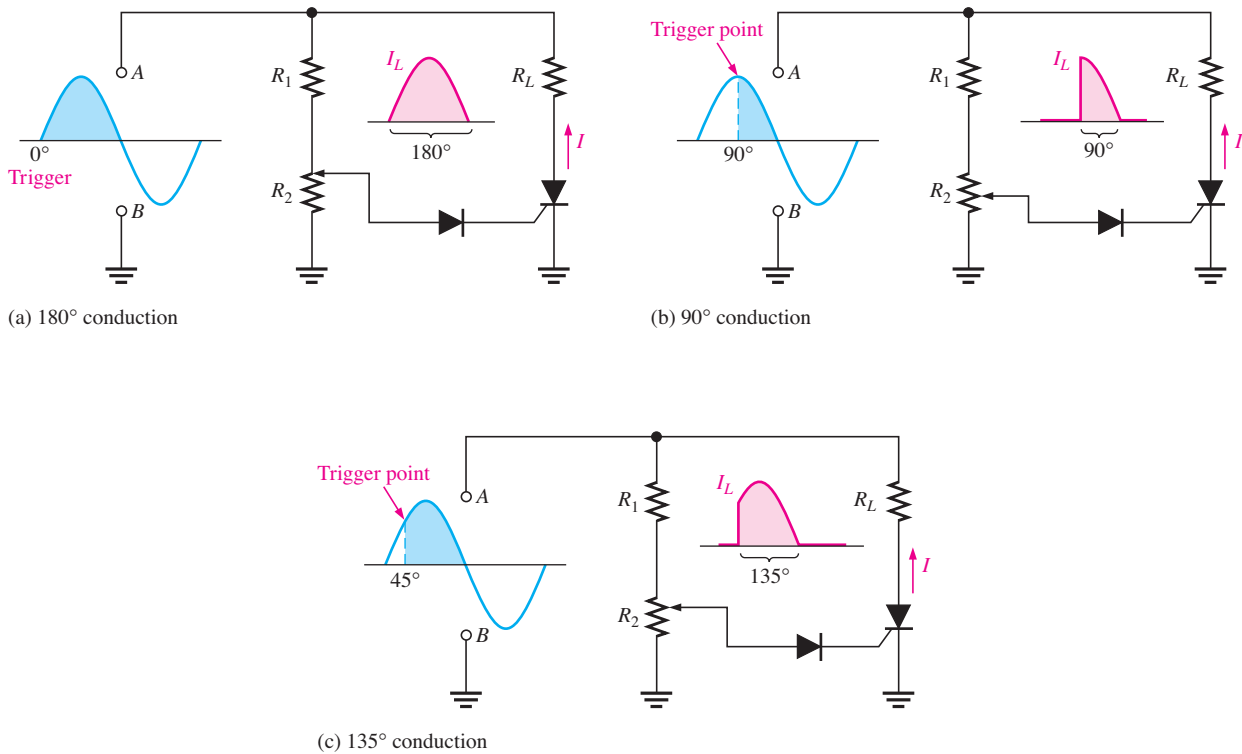 A
R1
IL
RL
I
0°
Trigger
180°
R2
B
(a) 180° conduction
Trigger point
A
R1
IL
RL
I
90°
90°
R2
B
(b) 90° conduction
Trigger point
A
R1
IL
RL
I
45°
135°
R2
B
(c) 135° conduction